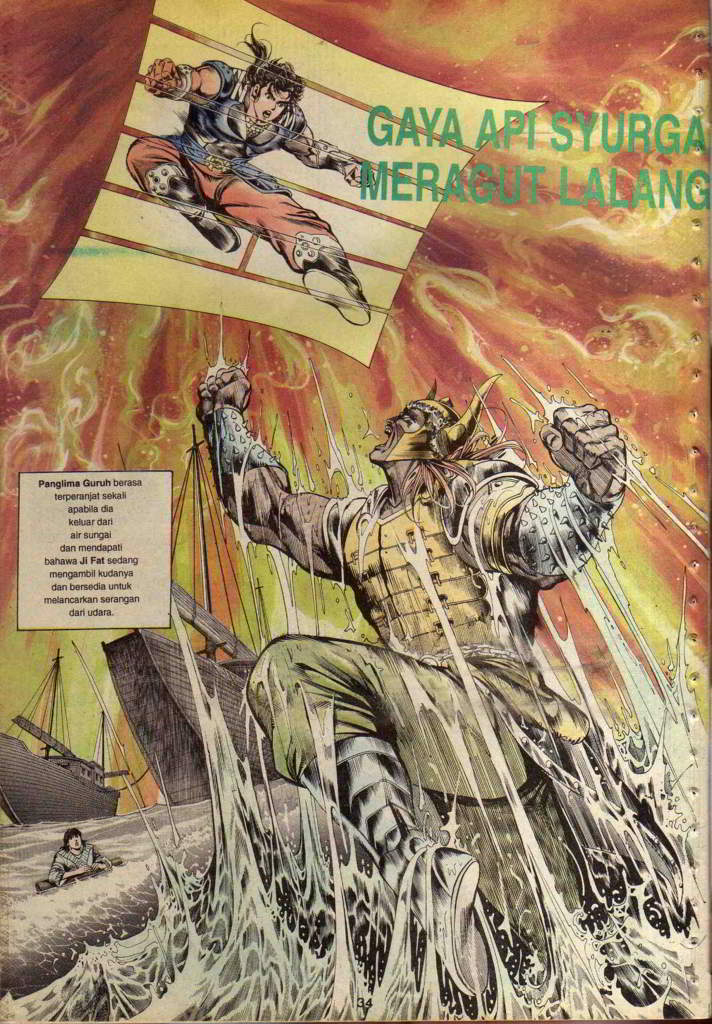 GAYA API SYURGA
MERAGUT LALANG
Panglima Guruh berasa
terperanjat sekali
apabila dia
keluar dari
air sungai
dan mendapati
bahawa Ji Fat sedang
mengambil kudanya
dan bersedia untuk
melancarkan serangan
dari udara.
34